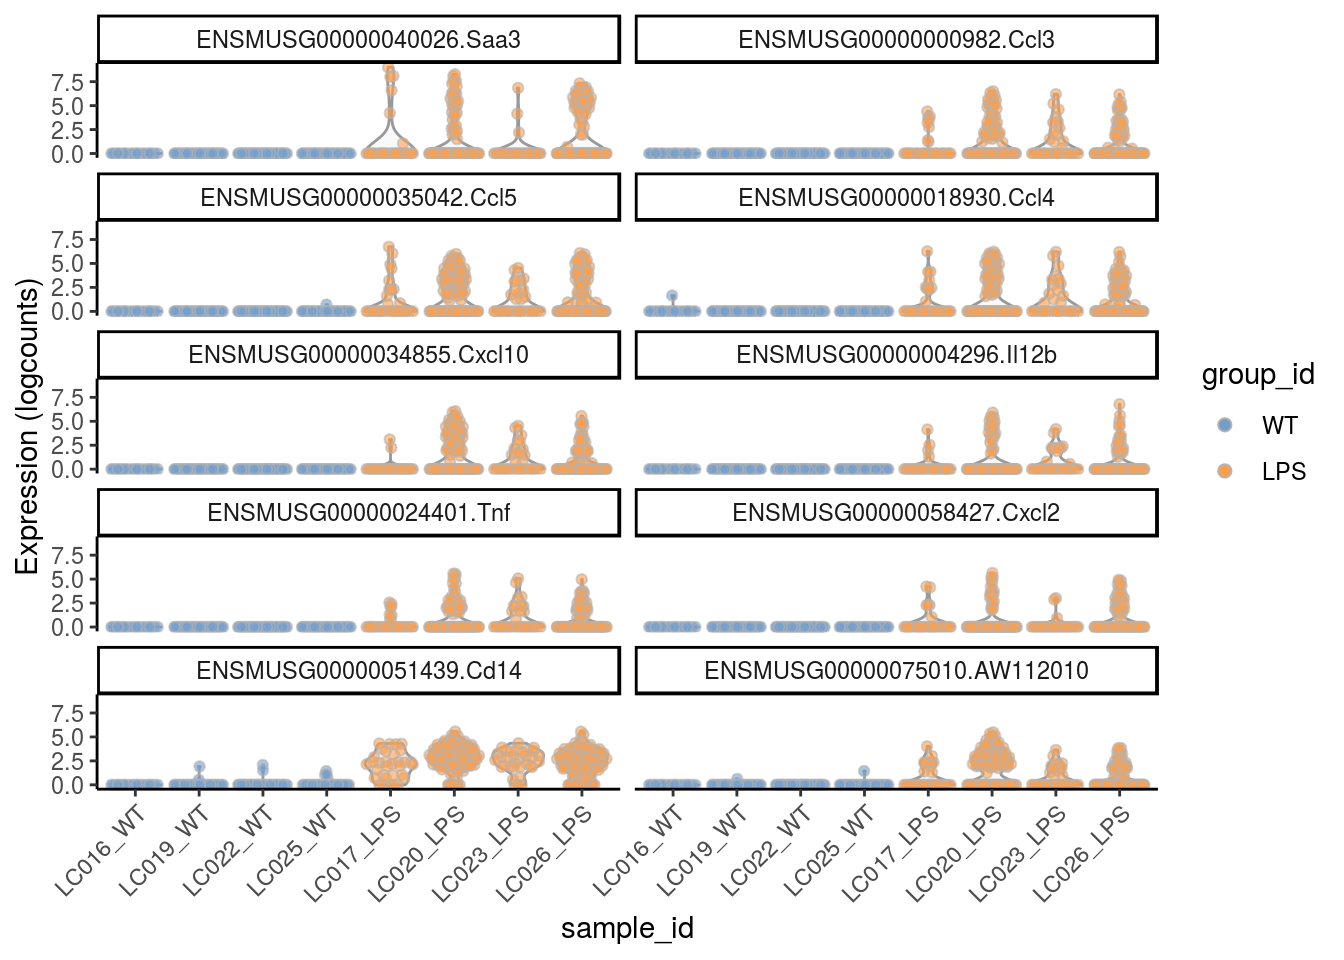 ENSMUSG00000040026.Saa3
ENSMUSG00000000982.Ccl3
7.5
5.0
2.5
0.0
ENSMUSG00000035042.Ccl5
ENSMUSG00000018930.Ccl4
7.5
5.0
2.5
0.0
ENSMUSG00000034855.Cxcl10
ENSMUSG00000004296.Il12b
7.5
5.0
2.5
0.0
ENSMUSG00000024401.Tnf
ENSMUSG00000058427.Cxcl2
7.5
5.0
2.5
0.0
ENSMUSG00000051439.Cd14
ENSMUSG00000075010.AW112010
7.5
5.0
2.5
0.0
Expression (logcounts)
LC016_WT
LC019_WT
LC022_WT
LC025_WT
LC017_LPS
LC020_LPS
LC023_LPS
LC026_LPS
LC016_WT
LC019_WT
LC022_WT
LC025_WT
LC017_LPS
LC020_LPS
LC023_LPS
LC026_LPS
sample_id
group_id
WT
LPS